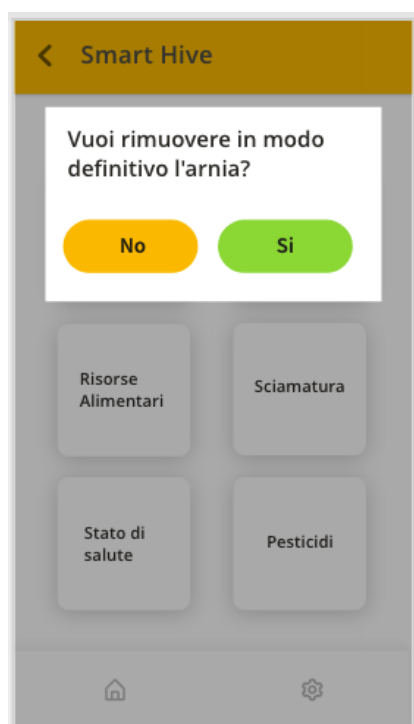 Smart Hive
Vuoi rimuovere in modo
definitivo l'arnia?
No
Si
Risorse
Alimentari
Sciamatura
Stato di
salute
Pesticidi